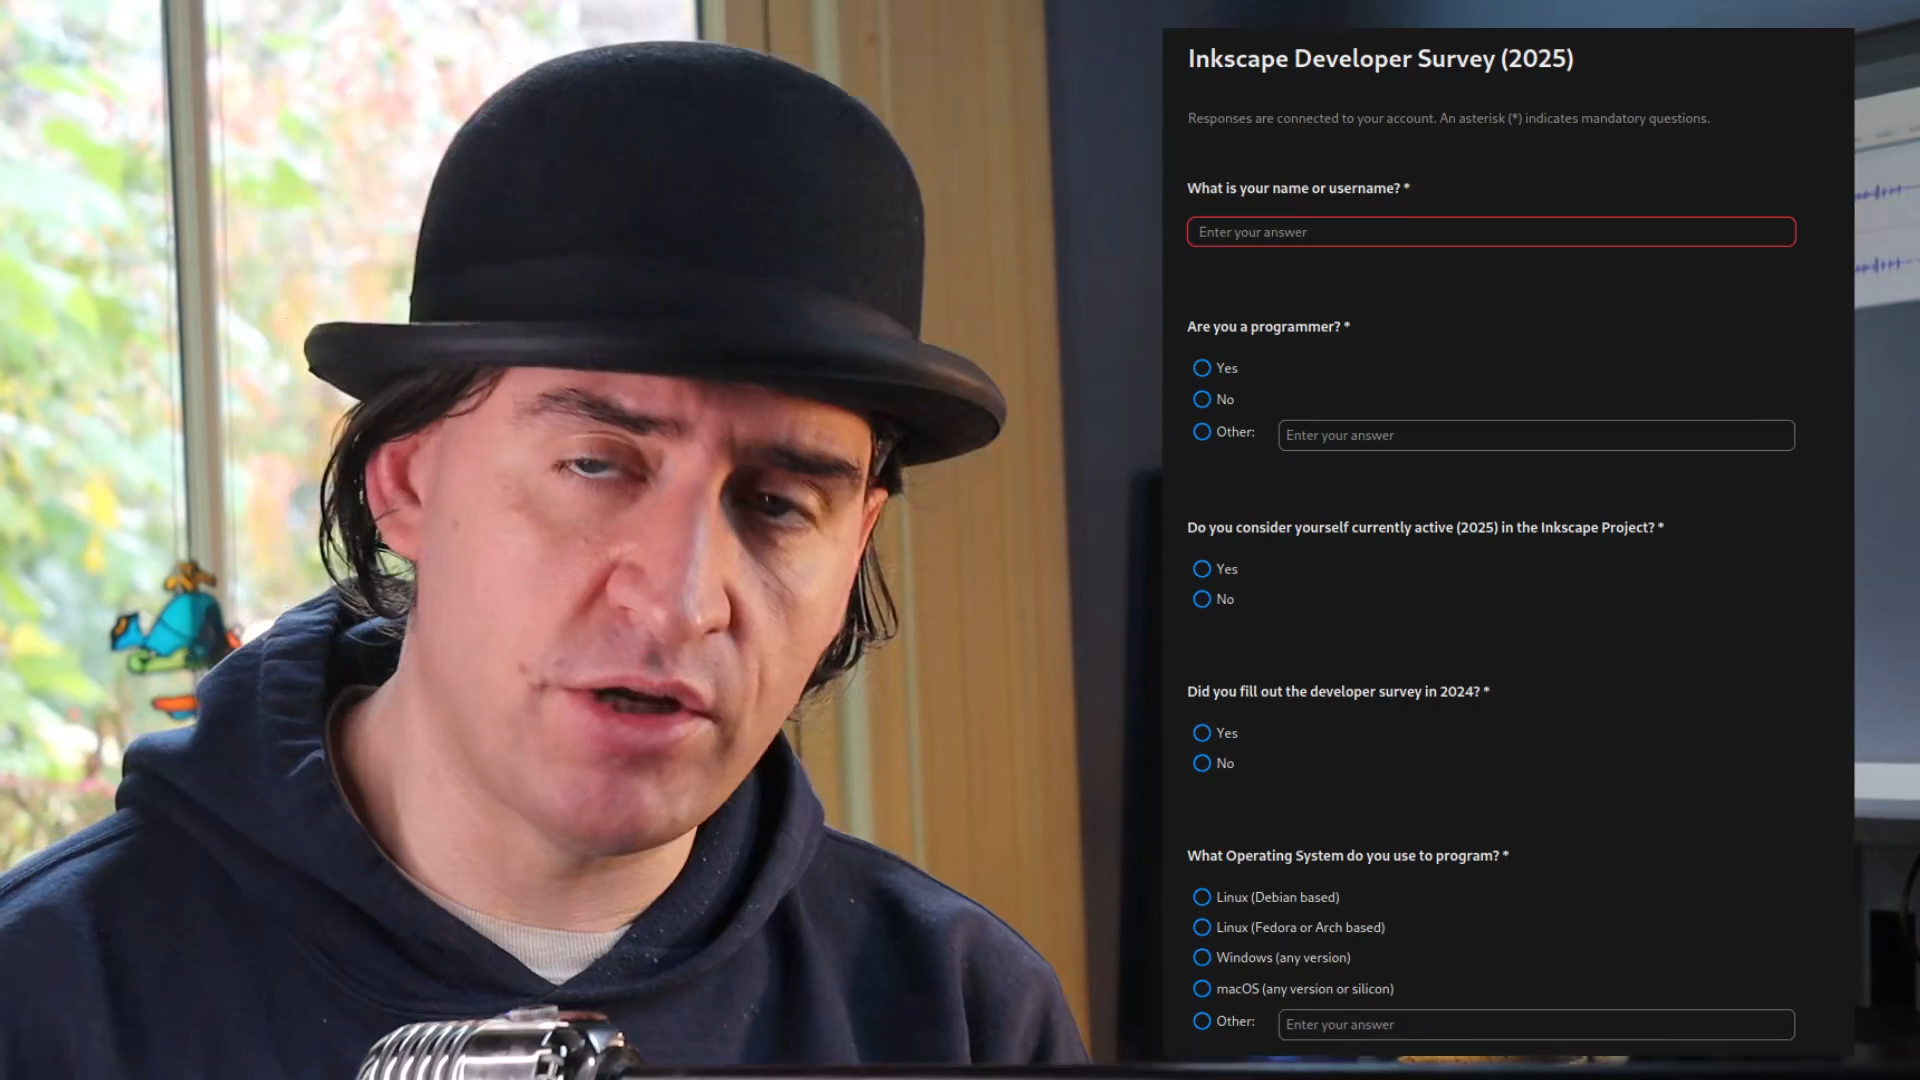 Inkscape Developer Survey (2025)
Responses are connected to your account. An asterisk (*) indicates mandatory questions.
What is your name or username? *
Enter your answer
Are you a programmer? *
Yes
No
Other:
Enter your answer
Do you consider yourself currently active (2025) in the Inkscape Project? *
Yes
No
Did you fill out the developer survey in 2024? *
Yes
No
What Operating System do you use to program? *
Linux (Debian based)
Linux (Fedora or Arch based)
Windows (any version)
macOS (any version or silicon)
Other:
Enter your answer